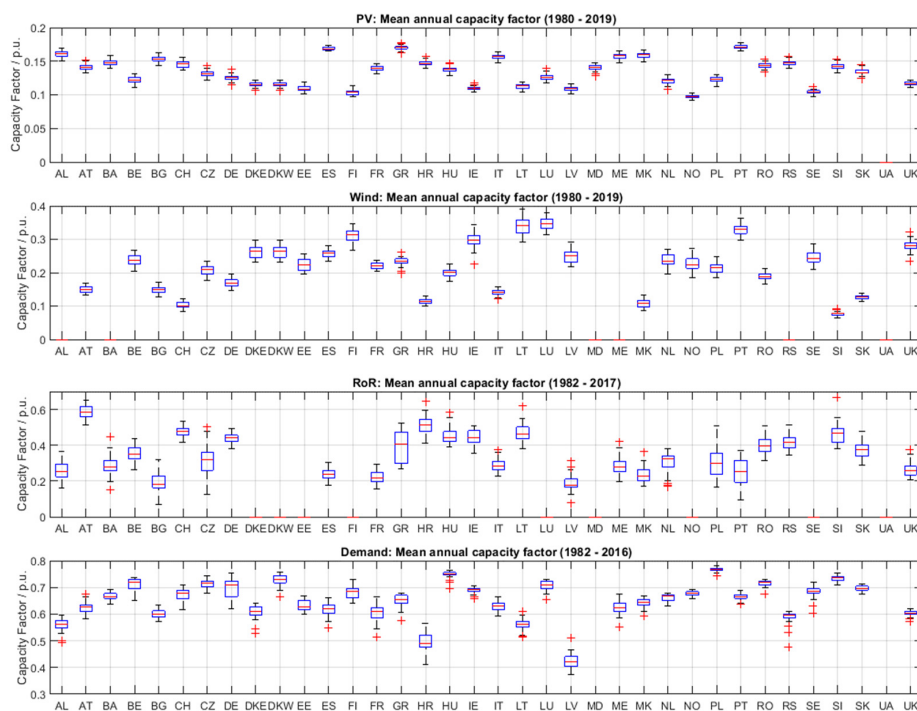 PV: Mean annual capacity factor (1980 - 2019)
Capacity Factor / p.u.
0.2
0.15
0.1
0.05
0
AL AT BA BE BG CH CZ DE DKE DKW EE ES FI FR GR HR HU IE IT LT LU LV MD ME MK NL NO PL PT RO RS SE SI SK UA UK
Wind: Mean annual capacity factor (1980 - 2019)
Capacity Factor / p.u.
0.4
0.3
0.2
0.1
0
AL AT BA BE BG CH CZ DE DKE DKW EE ES FI FR GR HR HU IE IT LT LU LV MD ME MK NL NO PL PT RO RS SE SI SK UA UK
RoR: Mean annual capacity factor (1982 - 2017)
Capacity Factor / p.u.
0.6
0.4
0.2
0
AL AT BA BE BG CH CZ DE DKE DKW EE ES FI FR GR HR HU IE IT LT LU LV MD ME MK NL NO PL PT RO RS SE SI SK UA UK
Demand: Mean annual capacity factor (1982 - 2016)
Capacity Factor / p.u.
0.8
0.7
0.6
0.5
0.4
0.3
AL AT BA BE BG CH CZ DE DKE DKW EE ES FI FR GR HR HU IE IT LT LU LV MD ME MK NL NO PL PT RO RS SE SI SK UA UK